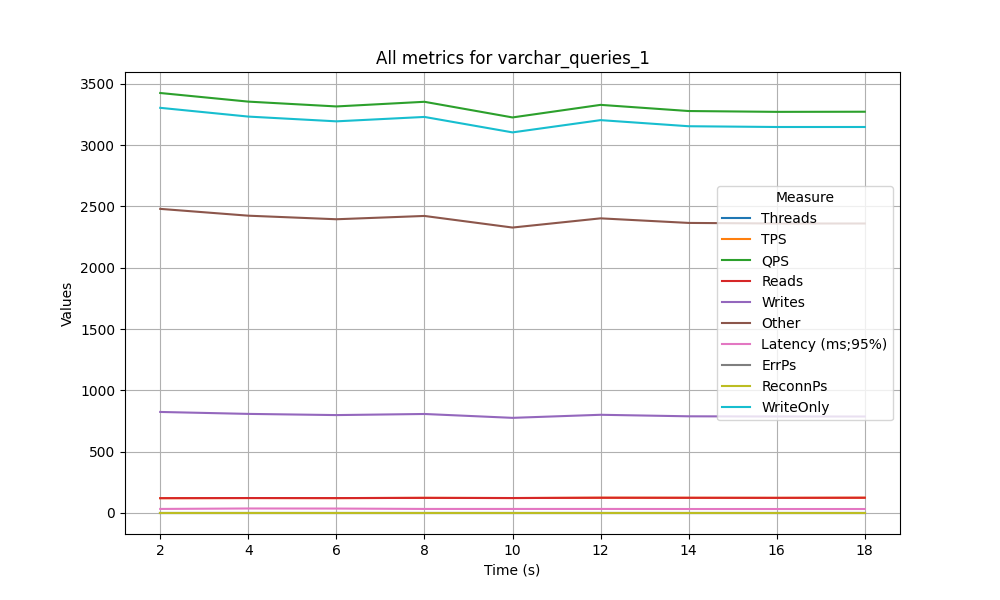 All metrics for varchar_queries_1
3500
3000
2500
2000
1500
1000
500
0
Values
Measure
Threads
TPS
QPS
Reads
Writes
Other
Latency (ms;95%)
ErrPs
ReconnPs
WriteOnly
2 4 6 8 10 12 14 16 18
Time (s)